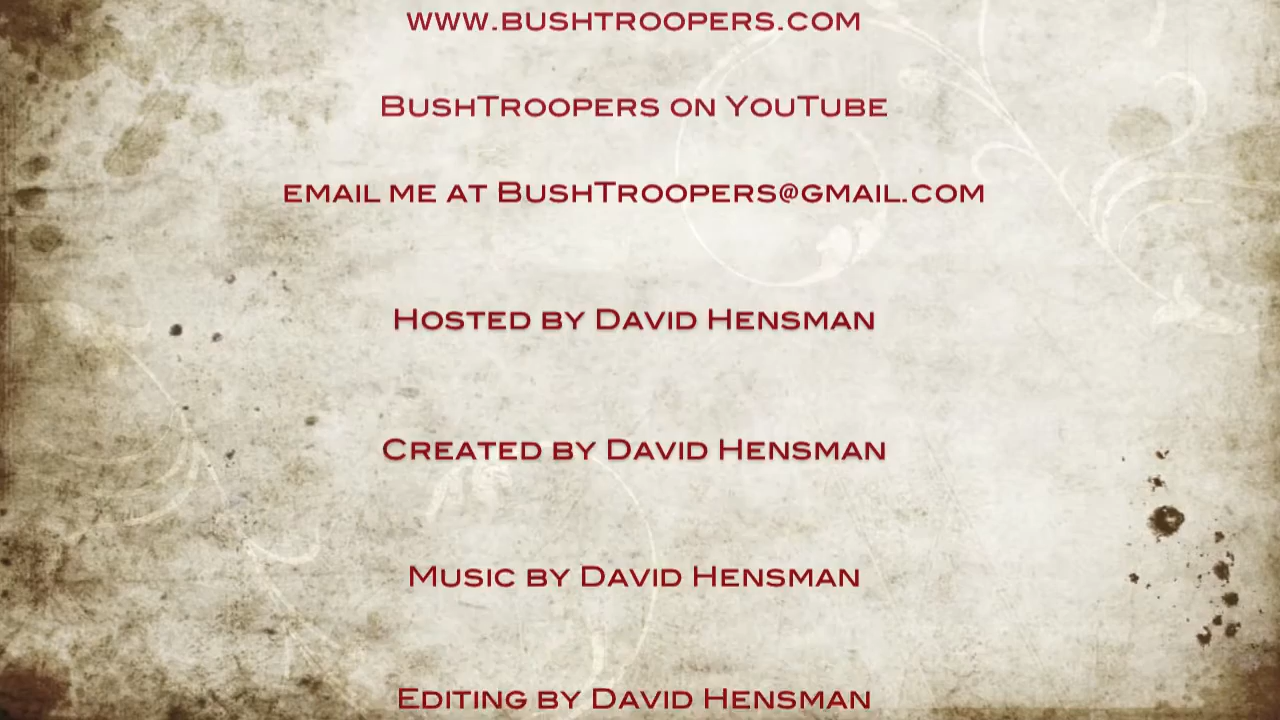 www.bushtroopers.com
BushTroopers on YouTube
email me at BushTroopers@gmail.com
Hosted by David Hensman
Created by David Hensman
Music by David Hensman
Editing by David Hensman